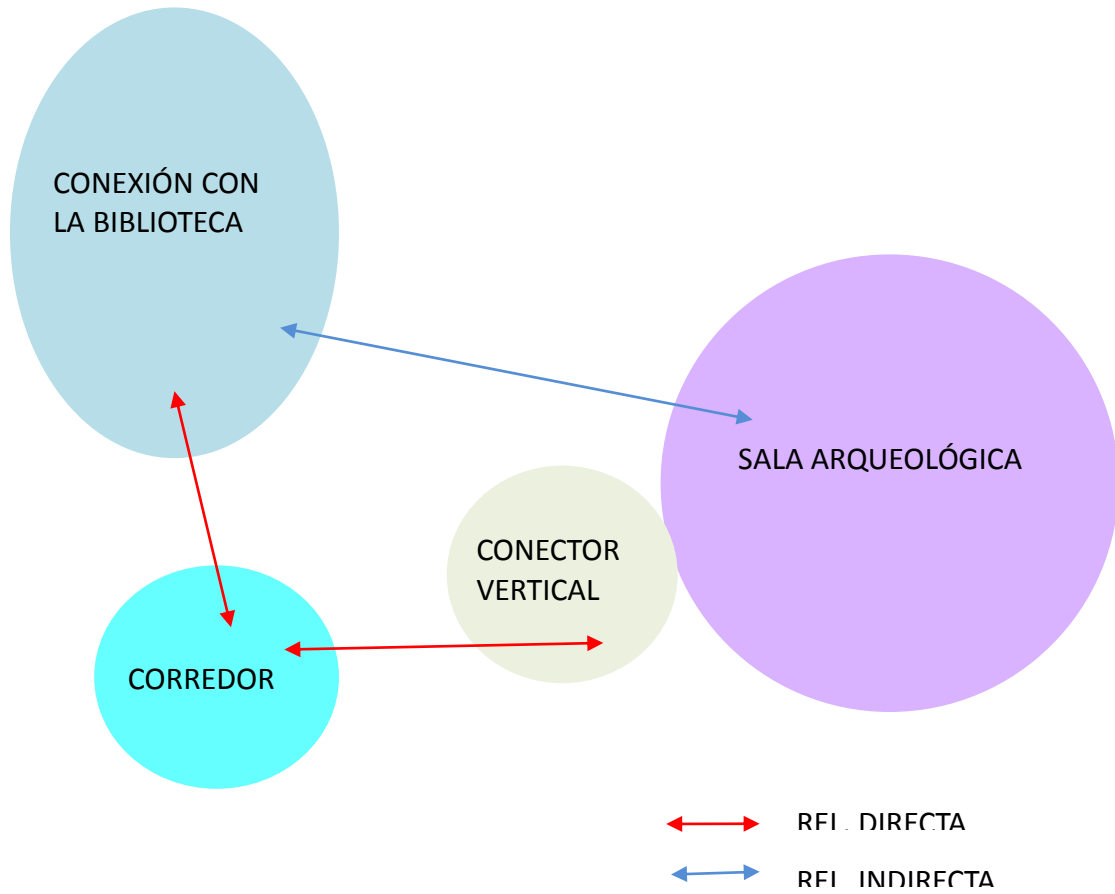 CONEXIÓN CON
LA BIBLIOTECA
SALA ARQUEOLÓGICA
CONECTOR
VERTICAL
CORREDOR
REL. DIRECTA
REL. INDIRECTA